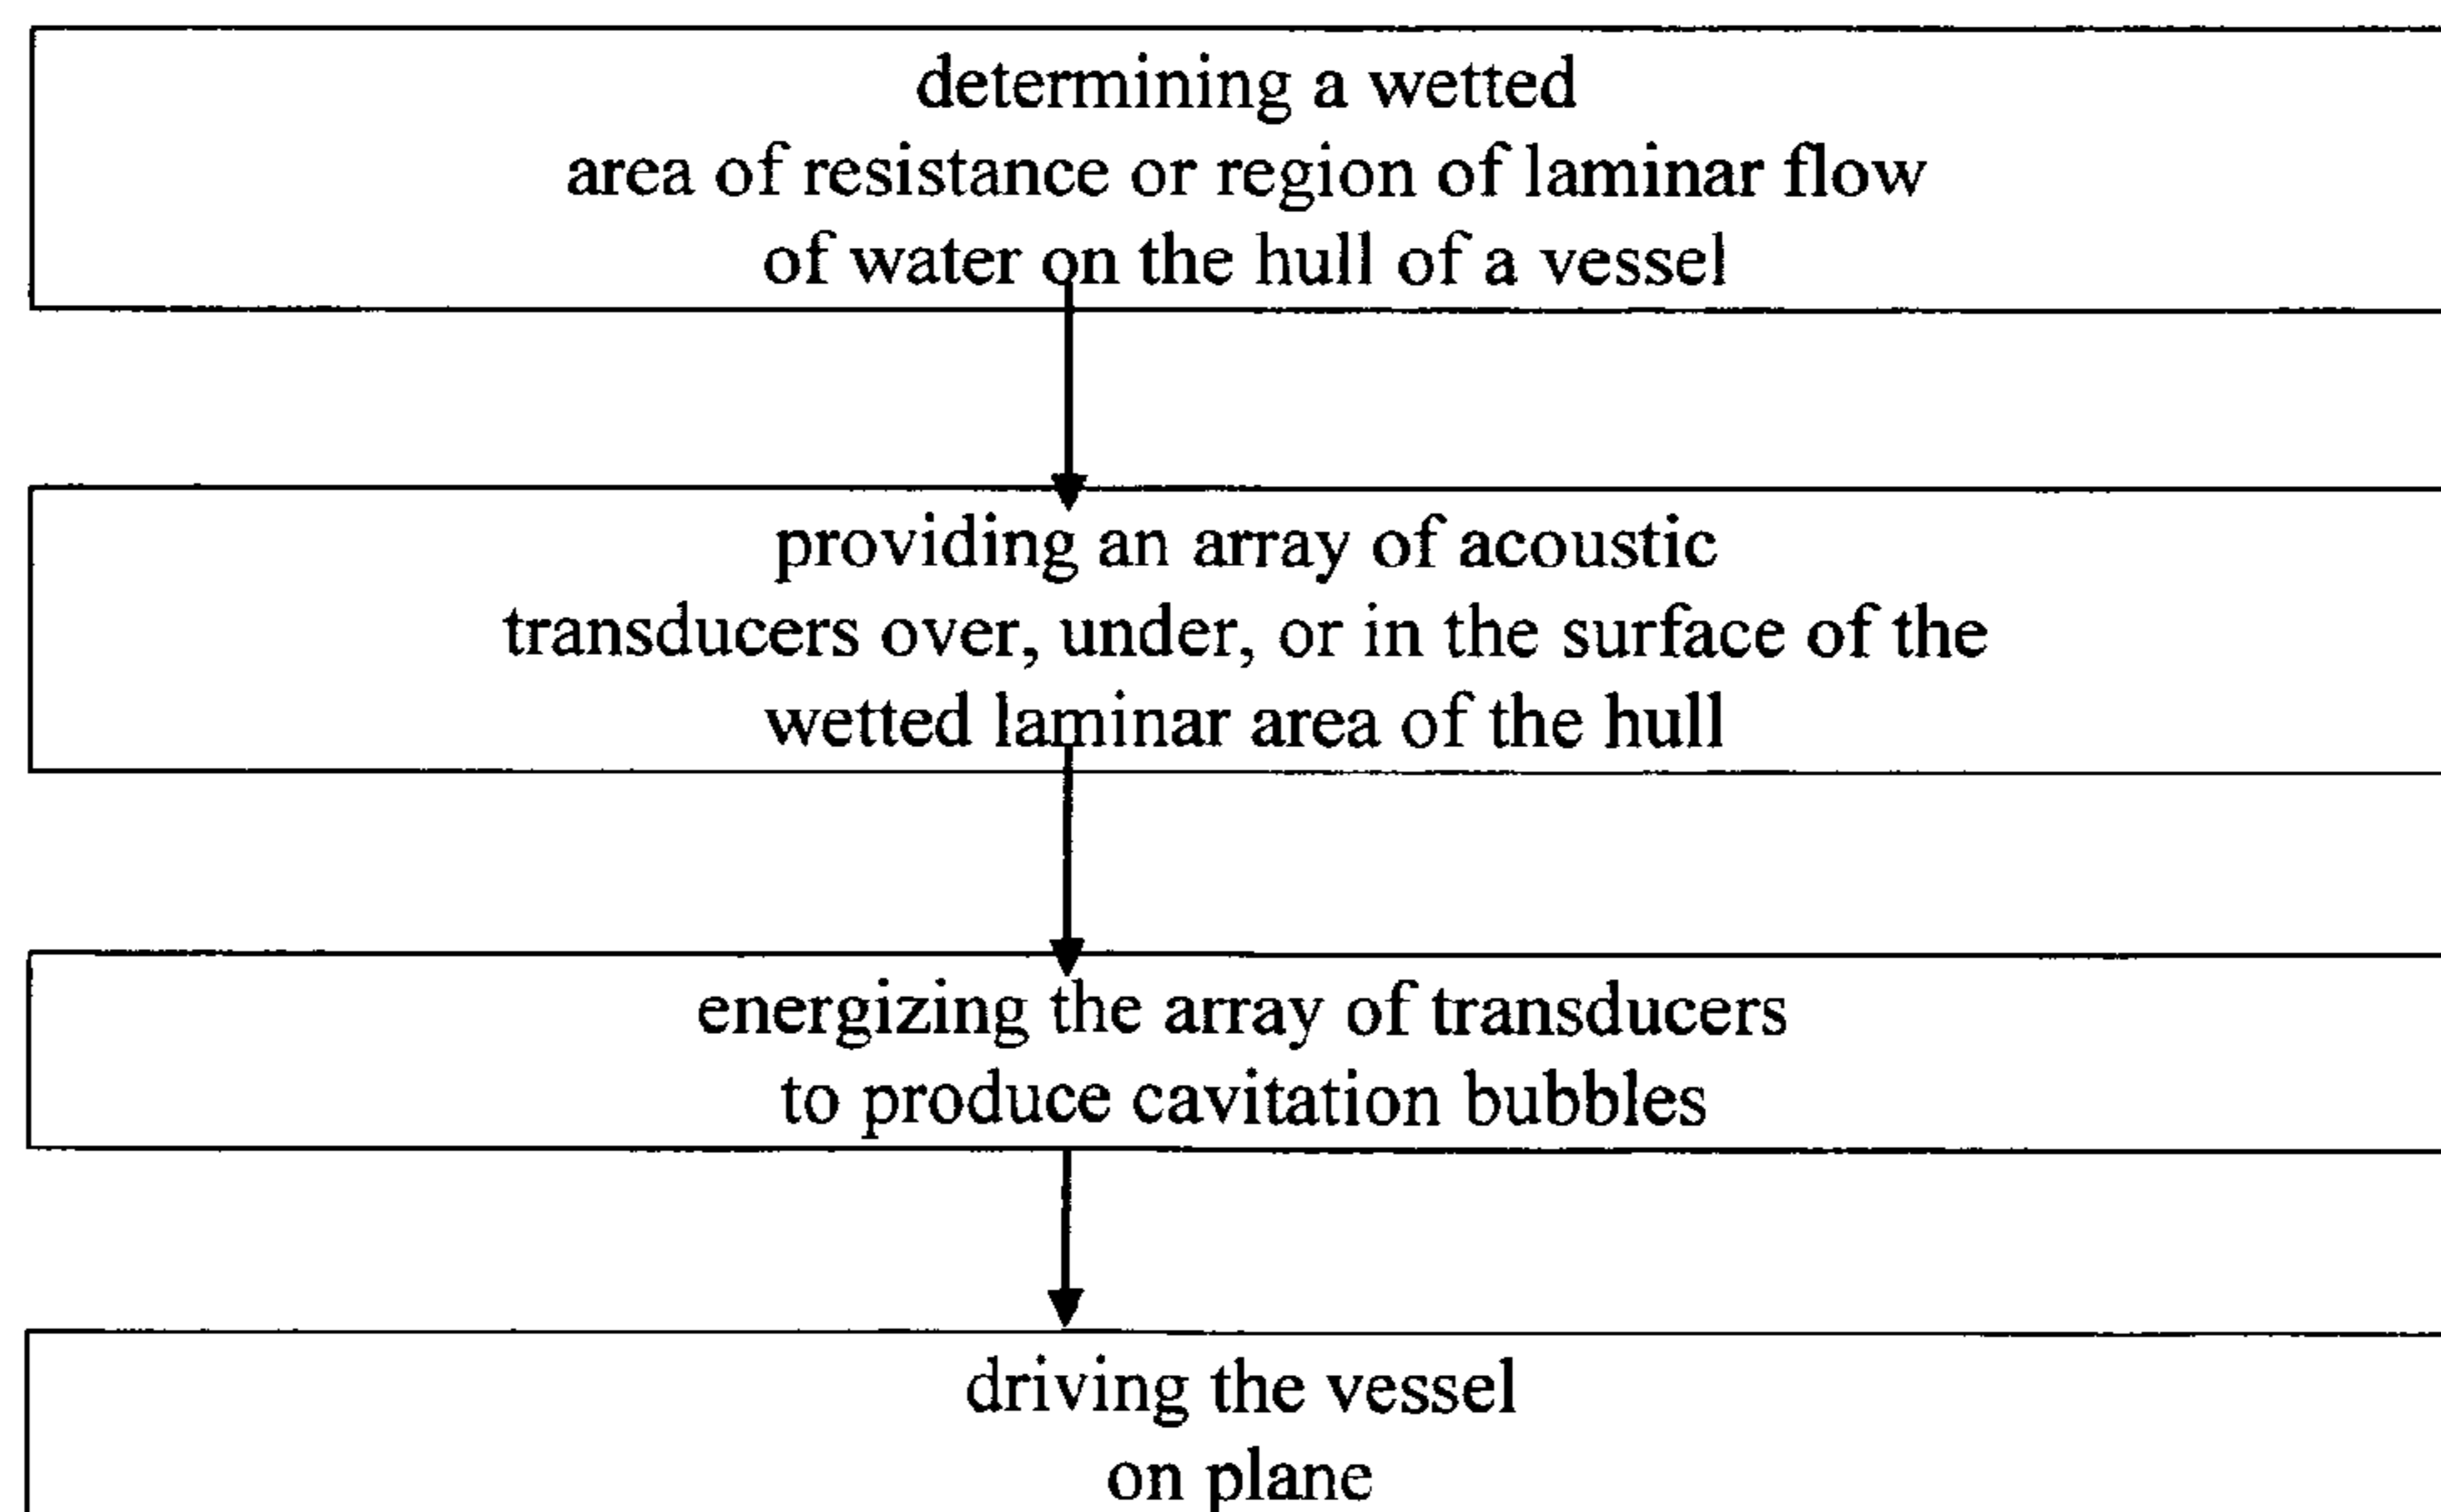 determining a wetted
area of resistance or region of laminar flow
of water on the hull of a vessel
providing an array of acoustic
transducers over, under, or in the surface of the
wetted laminar area of the hull
energizing the array of transducers
to produce cavitation bubbles
driving the vessel
on plane